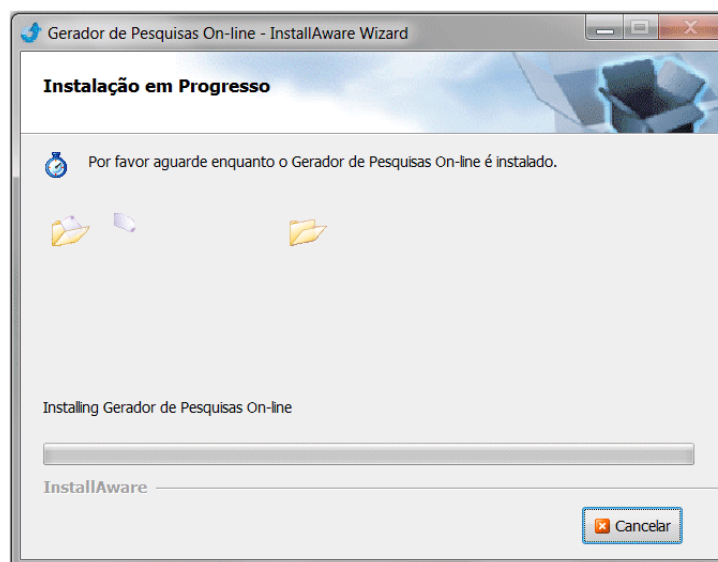 Gerador de Pesquisas On-line - InstallAware Wizard
Instalação em Progresso
Por favor aguarde enquanto o Gerador de Pesquisas On-line é instalado.
Installing Gerador de Pesquisas On-line
InstallAware
Cancelar